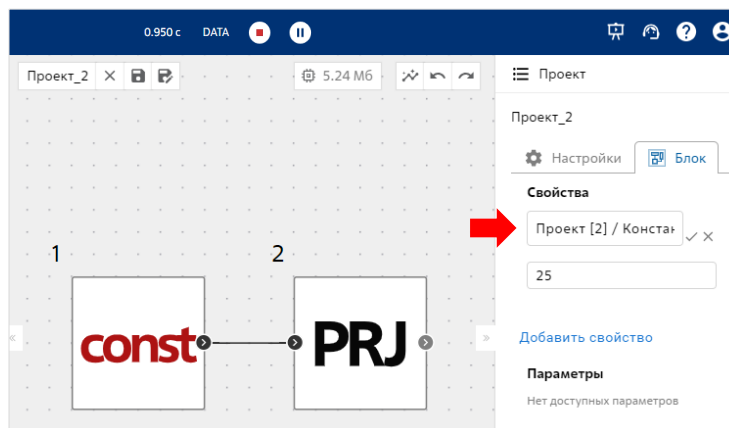 0.950 с DATA
Проект_2 5.24 Мб Проект
Проект_2
Настройки Блок
Свойства
Проект [2] / Констан
1 2
25
const PRJ
Добавить свойство
Параметры
Нет доступных параметров